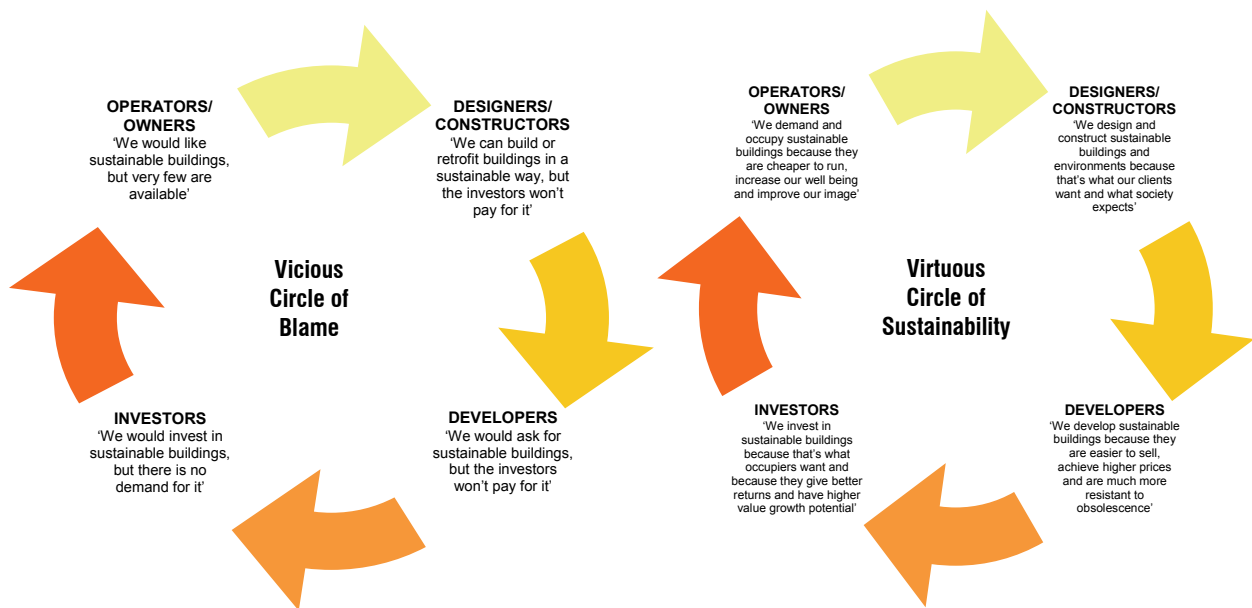 OPERATORS/
OWNERS
‘We would like
sustainable buildings,
but very few are
available’
DESIGNERS/
CONSTRUCTORS
‘We can build or
retrofit buildings in a
sustainable way, but
the investors won’t
pay for it’
Vicious
Circle of
Blame
INVESTORS
‘We would invest in
sustainable buildings,
but there is no
demand for it’
DEVELOPERS
‘We would ask for
sustainable buildings,
but the investors
won’t pay for it’
OPERATORS/
OWNERS
‘We demand and
occupy sustainable
buildings because they
are cheaper to run,
increase our well being
and improve our image’
DESIGNERS/
CONSTRUCTORS
‘We design and
construct sustainable
buildings and
environments because
that’s what our clients
want and what society
expects’
Virtuous
Circle of
Sustainability
INVESTORS
‘We invest in
sustainable buildings
because that’s what
occupiers want and
because they give better
returns and have higher
value growth potential’
DEVELOPERS
‘We develop sustainable
buildings because they
are easier to sell,
achieve higher prices
and are much more
resistant to
obsolescence’